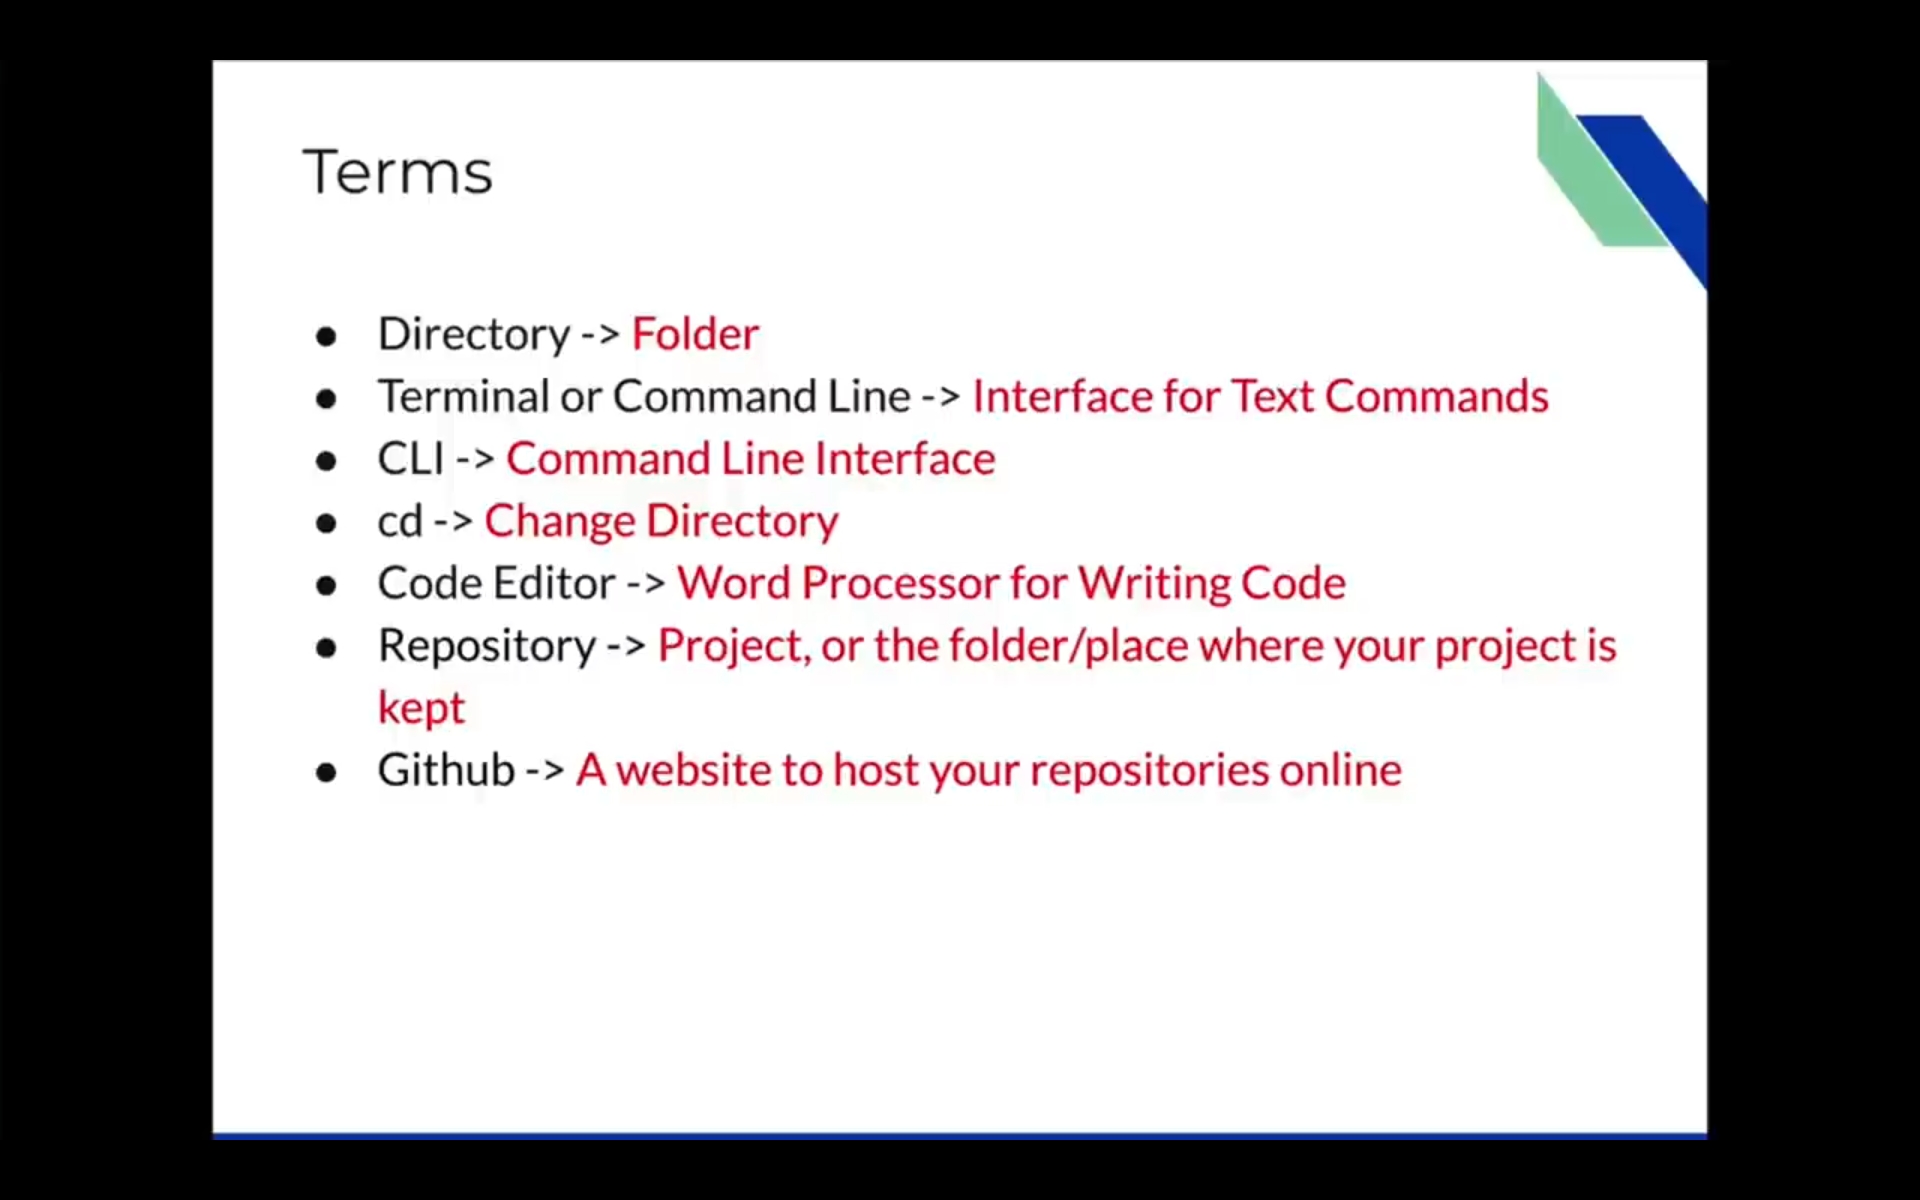 Terms
● Directory -> Folder
● Terminal or Command Line -> Interface for Text Commands
● CLI -> Command Line Interface
● cd -> Change Directory
● Code Editor -> Word Processor for Writing Code
● Repository -> Project, or the folder/place where your project is
kept
● Github -> A website to host your repositories online